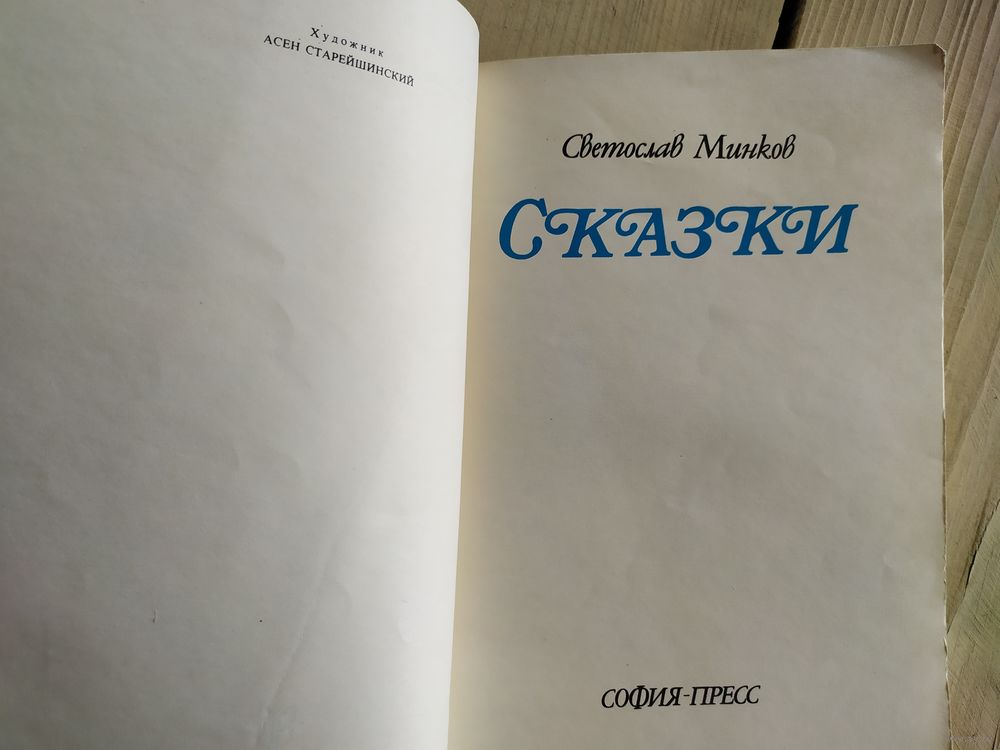 Художник
АСЕН СТАРЕЙШИНСКИЙ
Светослав Минков
СКАЗКИ
СОФИЯ-ПРЕСС